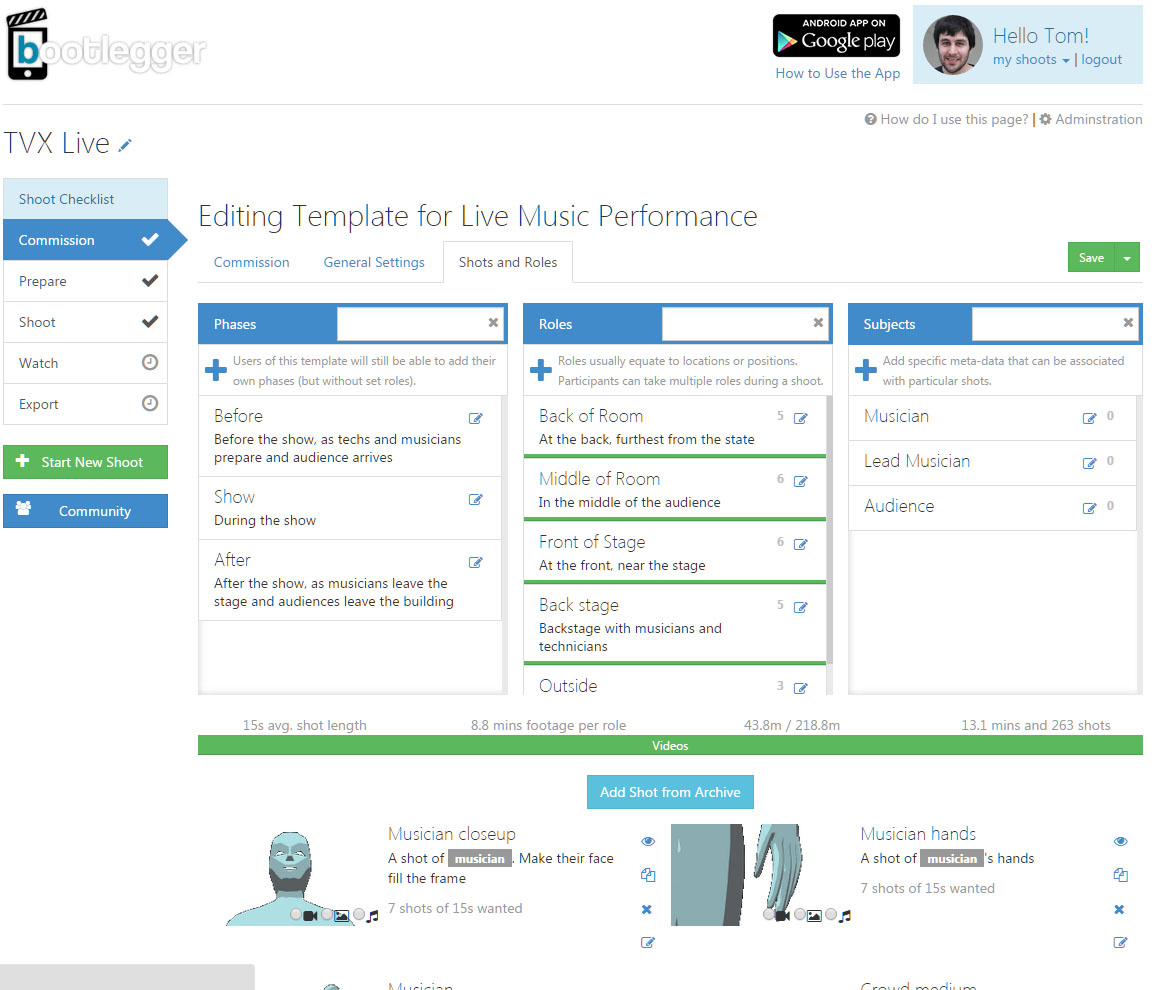 bootlegger
ANDROID APP ON
Google play
How to Use the App
Hello Tom!
my shoots | logout
How do I use this page? | Adminstration
TVX Live
Shoot Checklist
Commission
Prepare
Shoot
Watch
Export
Start New Shoot
Community
Editing Template for Live Music Performance
Commission
General Settings
Shots and Roles
Save
Phases
Users of this template will still be able to add their
own phases (but without set roles).
Before
Before the show, as techs and musicians
prepare and audience arrives
Show
During the show
After
After the show, as musicians leave the
stage and audiences leave the building
Roles
Roles usually equate to locations or positions.
Participants can take multiple roles during a shoot.
Back of Room 5
At the back, furthest from the state
Middle of Room 6
In the middle of the audience
Front of Stage 6
At the front, near the stage
Back stage 5
Backstage with musicians and
technicians
Outside 3
Subjects
Add specific meta-data that can be associated
with particular shots.
Musician 0
Lead Musician 0
Audience 0
15s avg. shot length
8.8 mins footage per role
43.8m / 218.8m
13.1 mins and 263 shots
Videos
Add Shot from Archive
Musician closeup
A shot of musician . Make their face
fill the frame
7 shots of 15s wanted
Musician hands
A shot of musician 's hands
7 shots of 15s wanted
Musician
Crowd medium